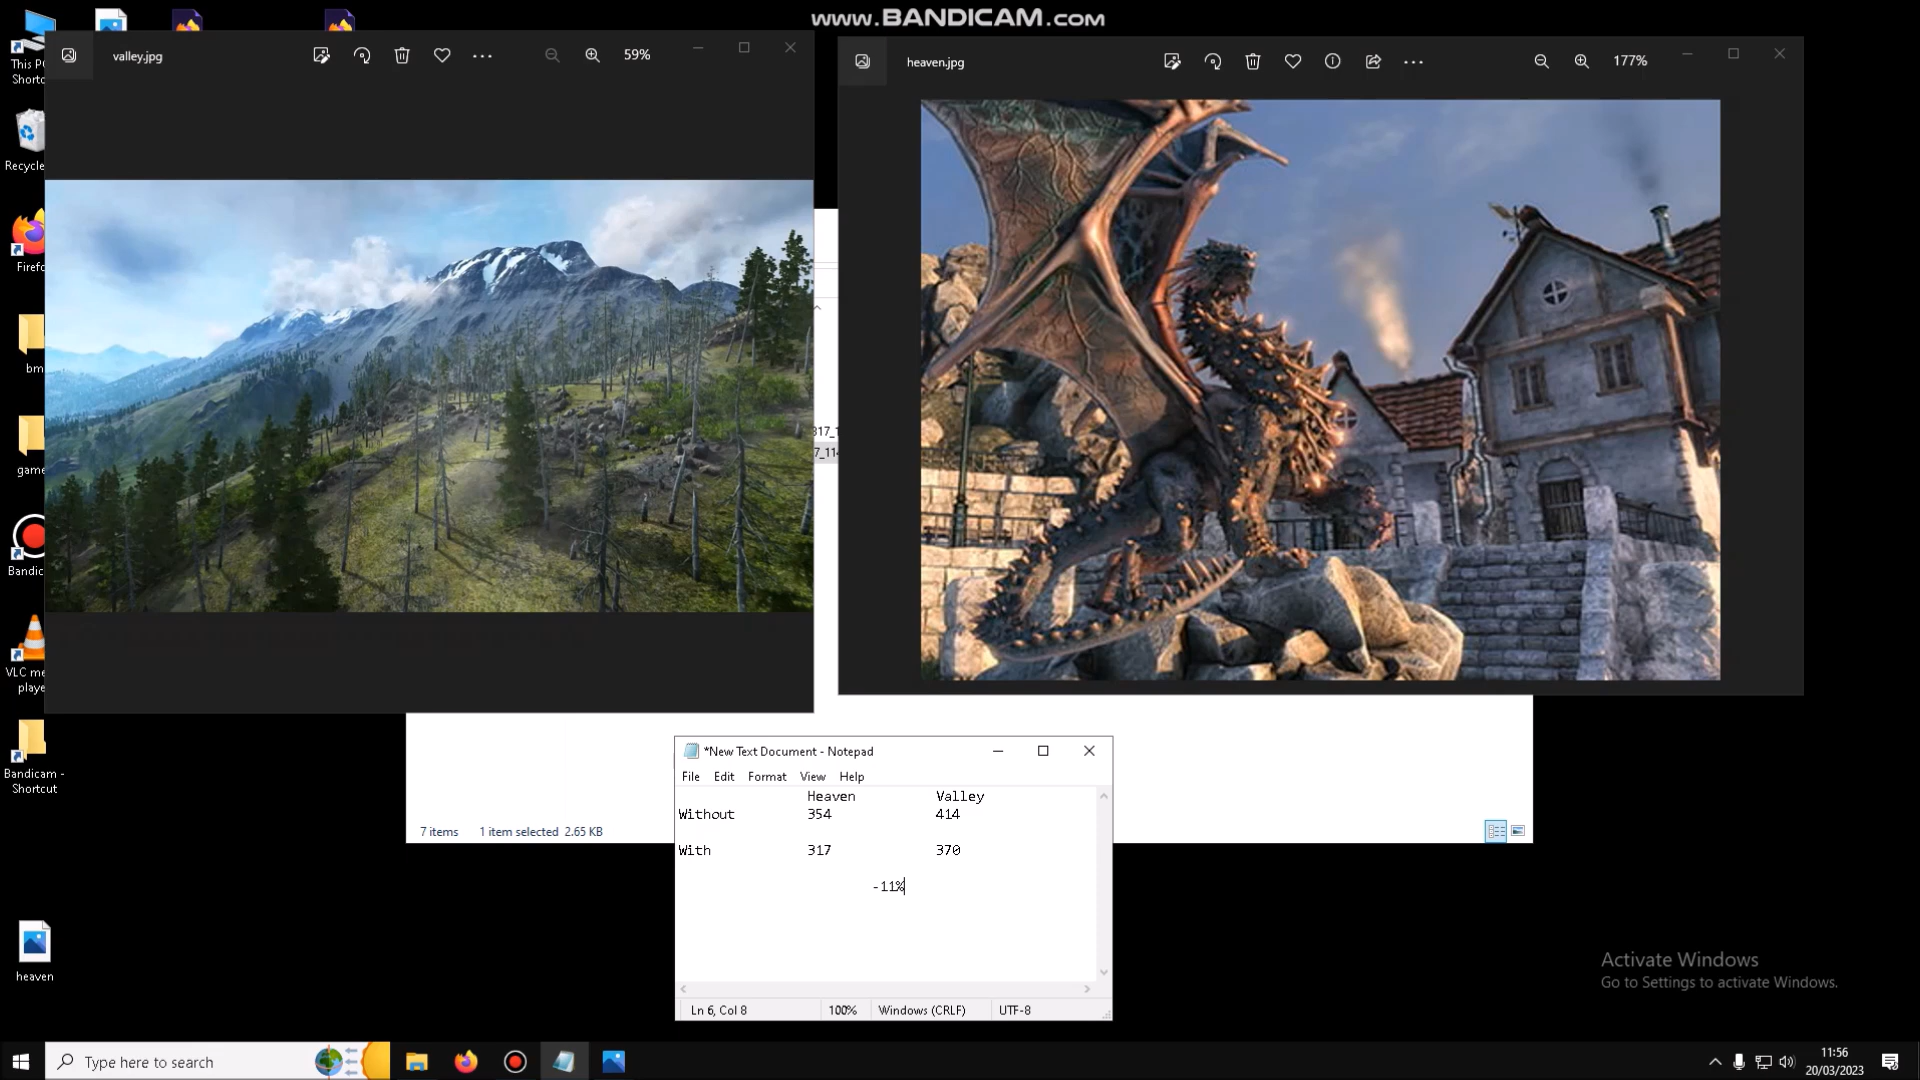 www.BANDICAM.com
valley.jpg
59%
heaven.jpg
177%
This P
Shortc
Recycle
Firefo
bm
game
Bandic
VLC me
playe
Bandicam -
Shortcut
heaven
317_1
7_114
7 items 1 item selected 2.65 KB
*New Text Document - Notepad
File Edit Format View Help
Heaven Valley
Without 354 414
With 317 370
-11%
Ln 6, Col 8 100% Windows (CRLF) UTF-8
Activate Windows
Go to Settings to activate Windows.
Type here to search
11:56
20/03/2023